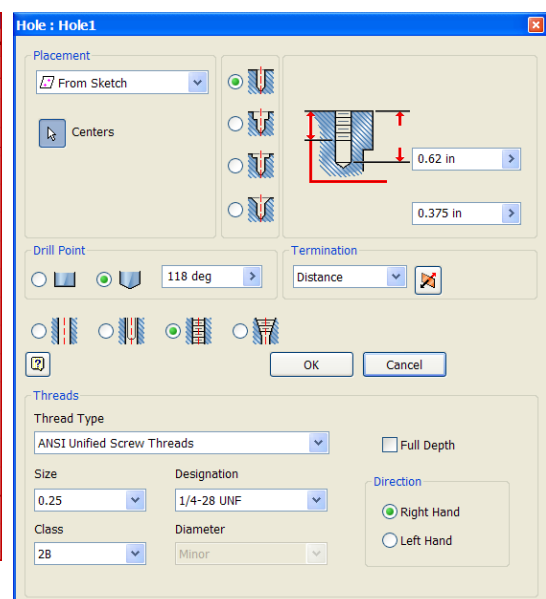 Hole : Hole1
Placement
From Sketch
Centers
0.62 in
0.375 in
Drill Point
118 deg
Termination
Distance
OK
Cancel
Threads
Thread Type
ANSI Unified Screw Threads
Full Depth
Size
Designation
0.25
1/4-28 UNF
Direction
Right Hand
Left Hand
Class
Diameter
2B
Minor